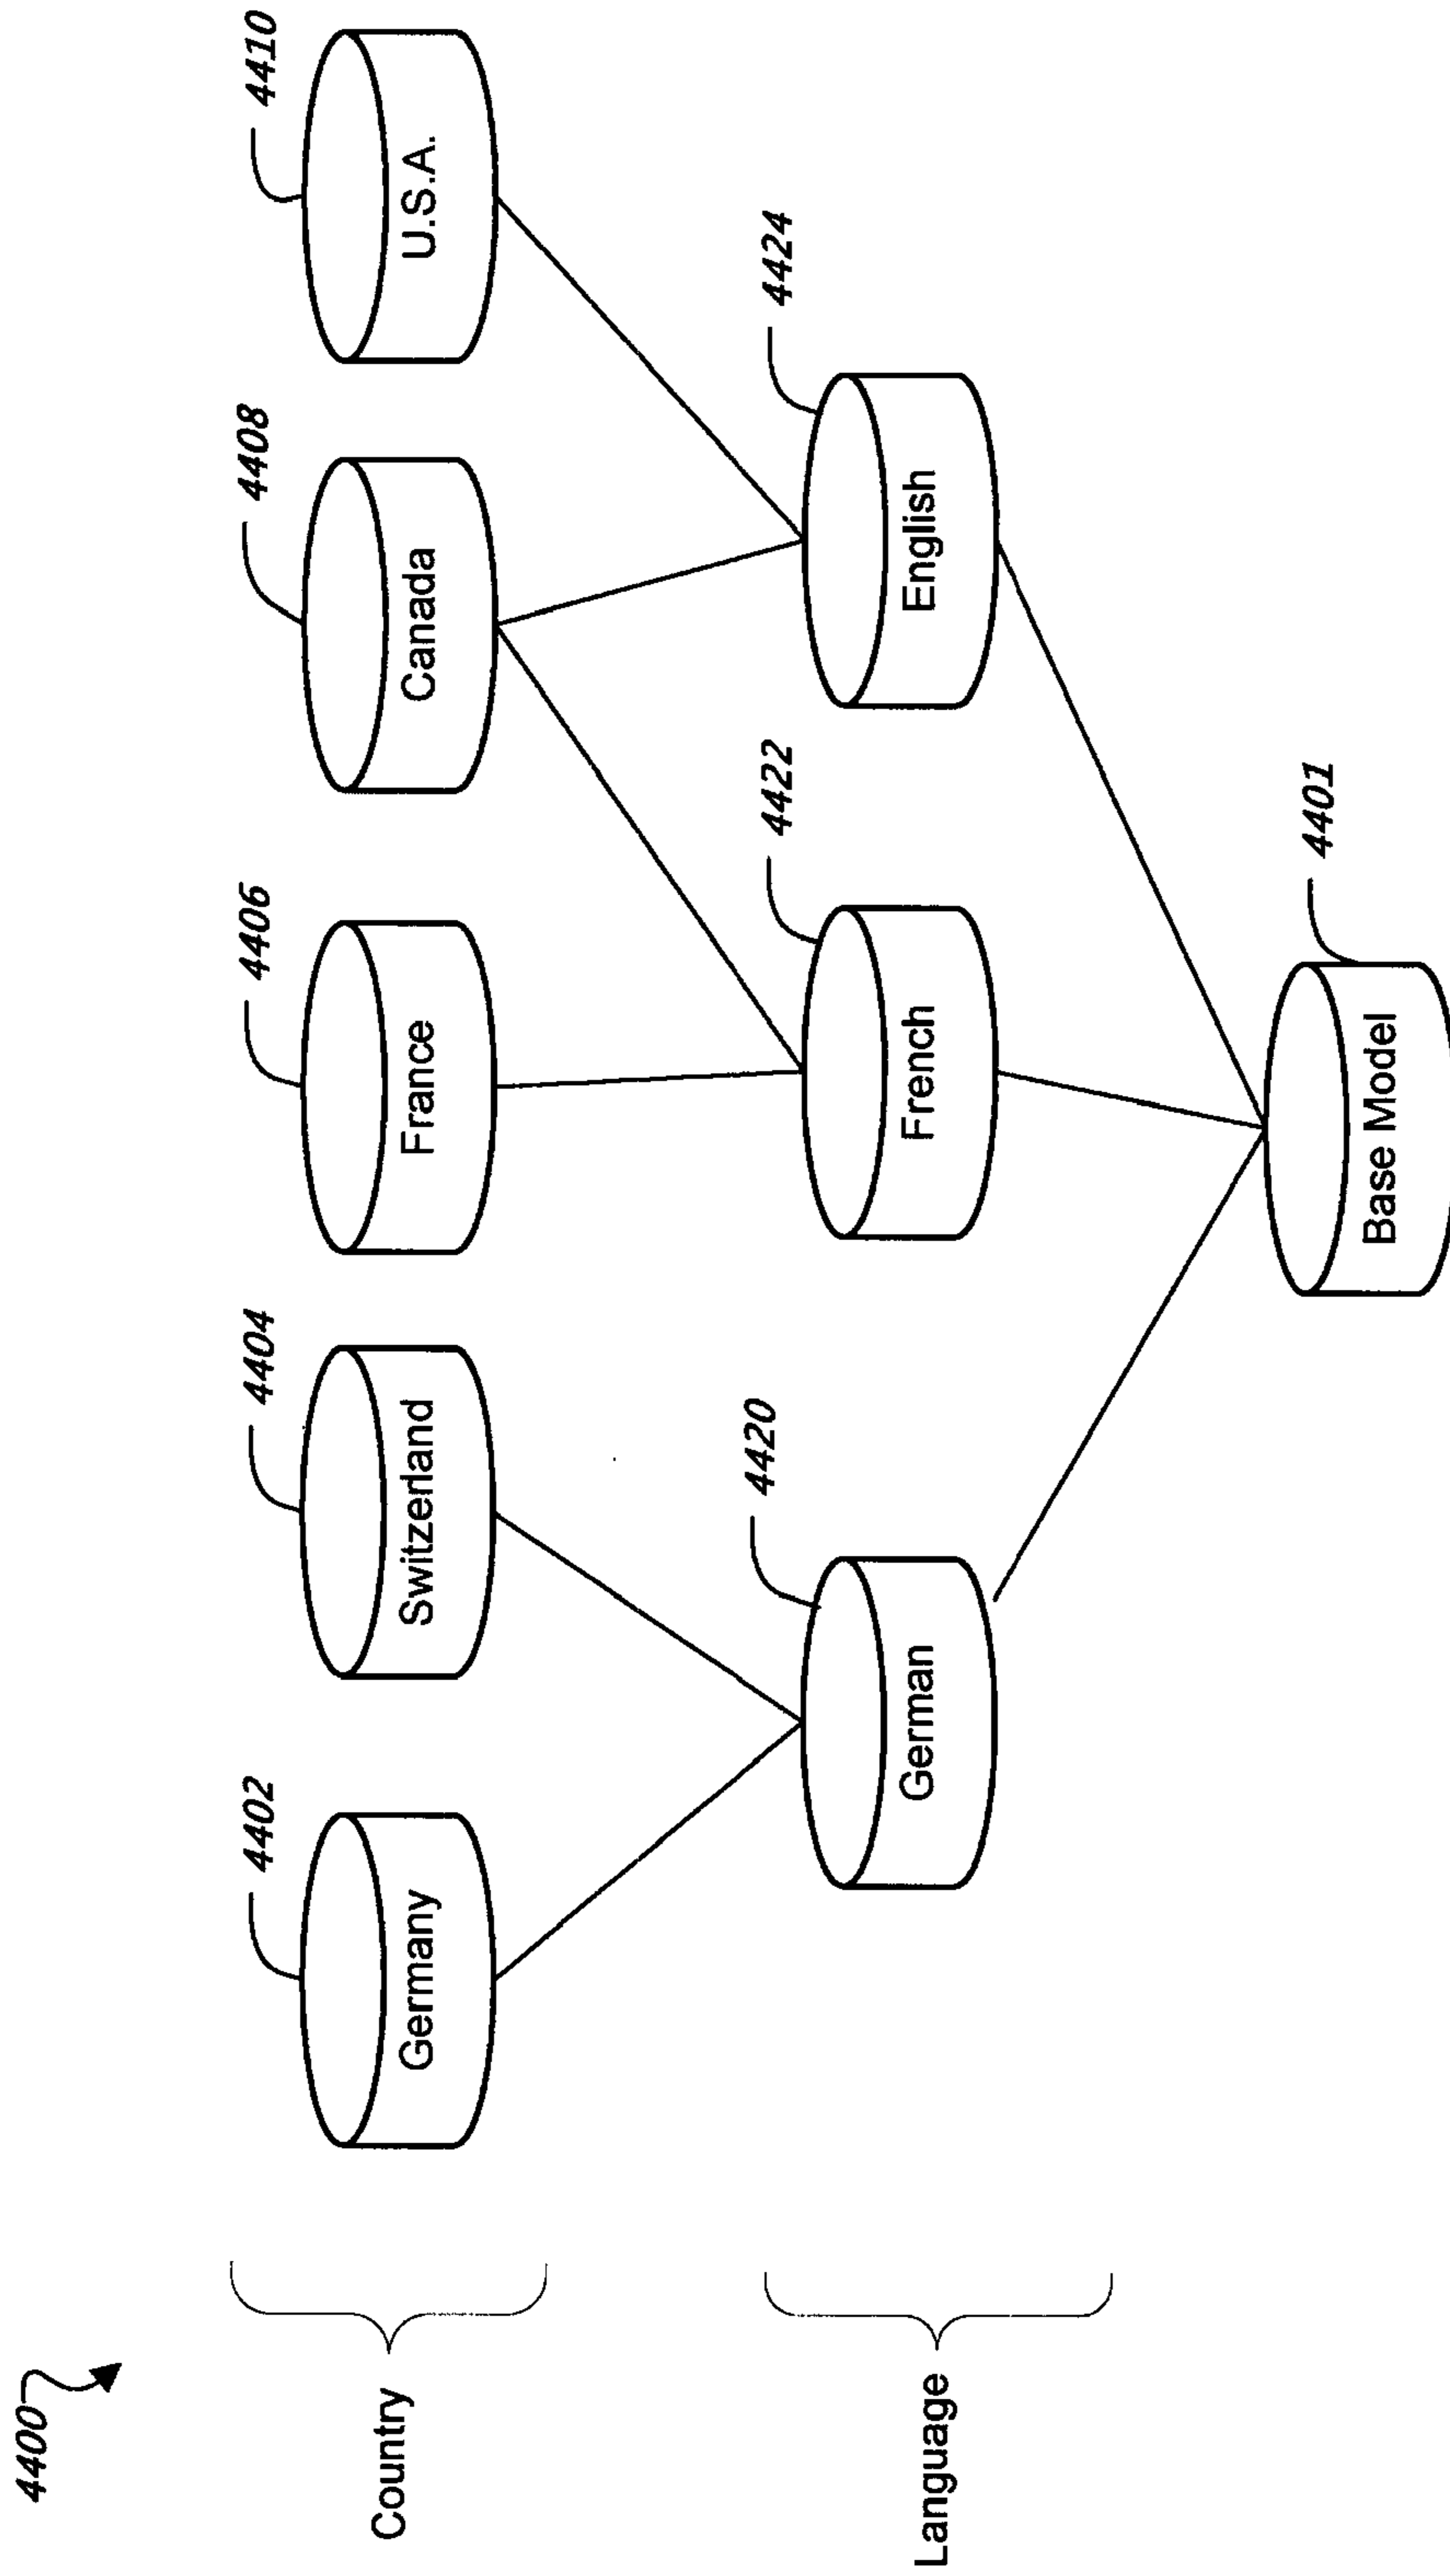 4400
Country
4402
Germany
4404
Switzerland
4406
France
4408
Canada
4410
U.S.A.
Language
4420
German
4422
French
4424
English
4401
Base Model